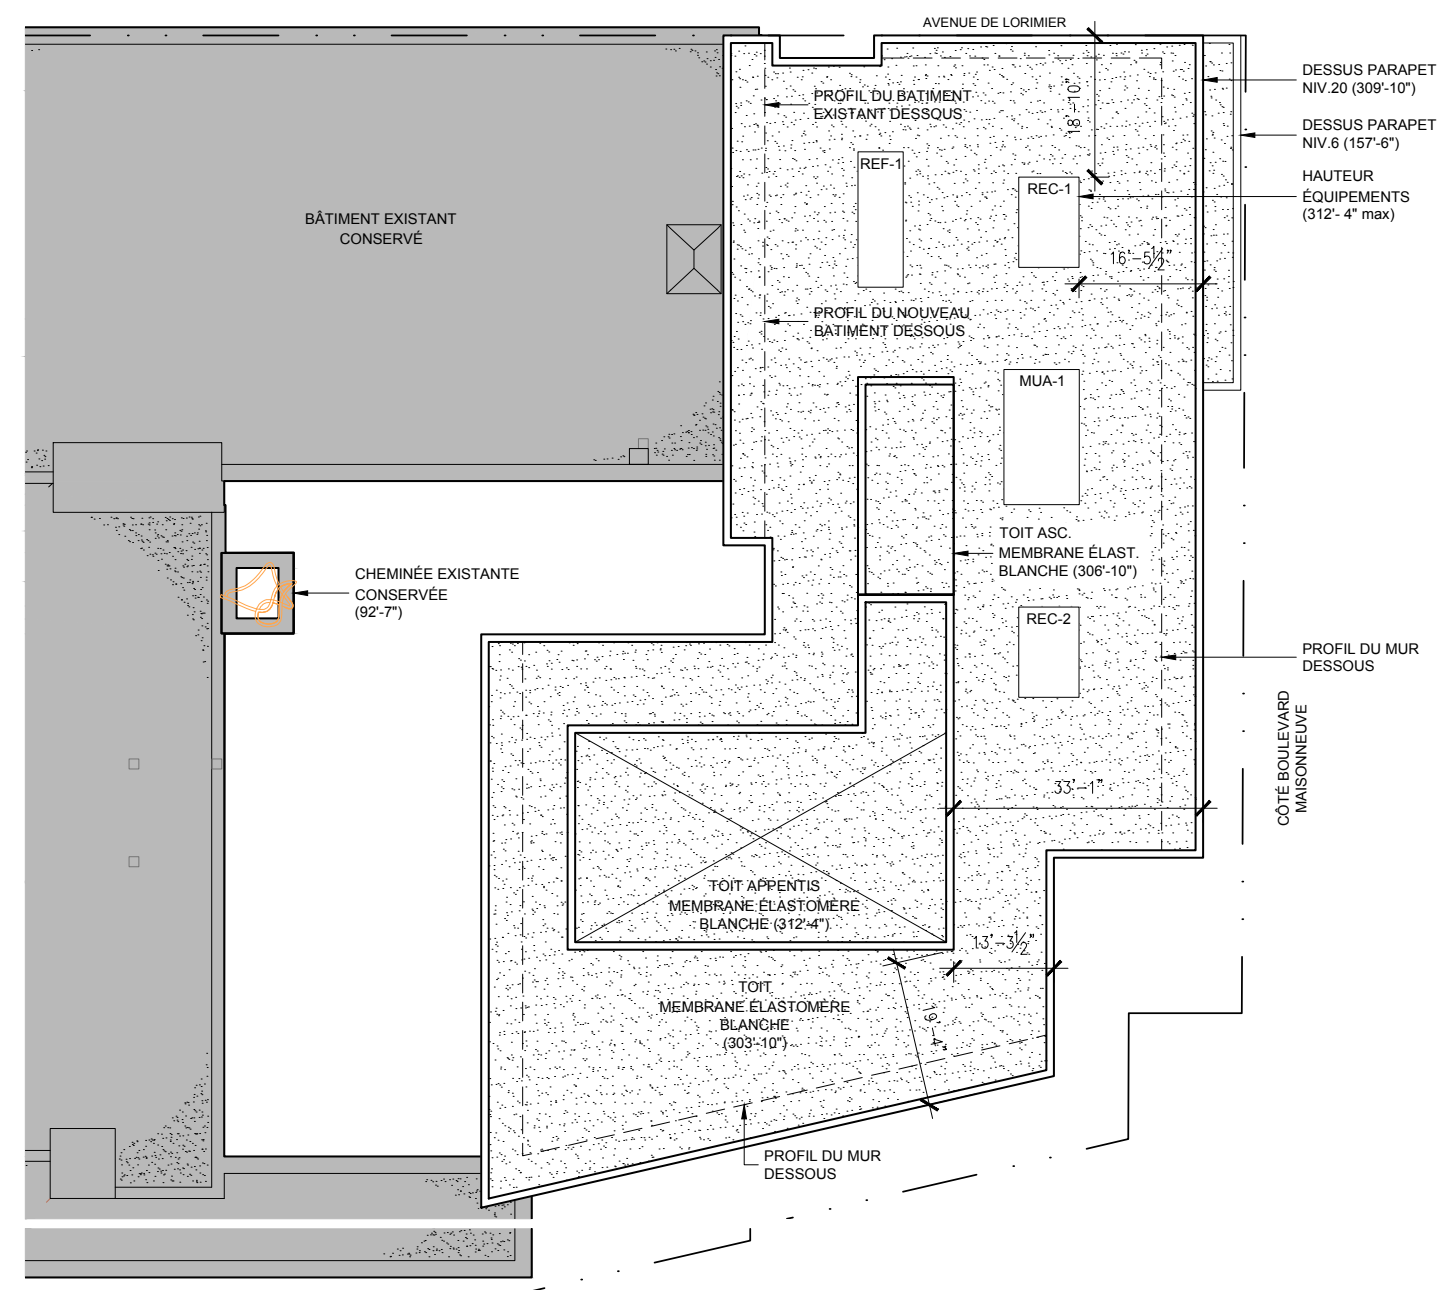 AVENUE DE LORIMIER
DESSUS PARAPET
NIV.20 (309'-10")
DESSUS PARAPET
NIV.6 (157'-6")
HAUTEUR
ÉQUIPEMENTS
(312'- 4" max)
PROFIL DU BATIMENT
EXISTANT DESSOUS
18'-10"
REF-1
REC-1
BÂTIMENT EXISTANT
CONSERVÉ
16'-5½"
PROFIL DU NOUVEAU
BATIMENT DESSOUS
MUA-1
TOIT ASC.
MEMBRANE ÉLAST.
BLANCHE (306'-10")
CHEMINÉE EXISTANTE
CONSERVÉE
(92'-7")
REC-2
PROFIL DU MUR
DESSOUS
CÔTÉ BOULEVARD
MAISONNEUVE
33'-1"
TOIT APPENTIS
MEMBRANE ÉLASTOMÈRE
BLANCHE (312'-4")
13'-3½"
TOIT
MEMBRANE ÉLASTOMÈRE
BLANCHE
(303'-10")
19'-4"
PROFIL DU MUR
DESSOUS